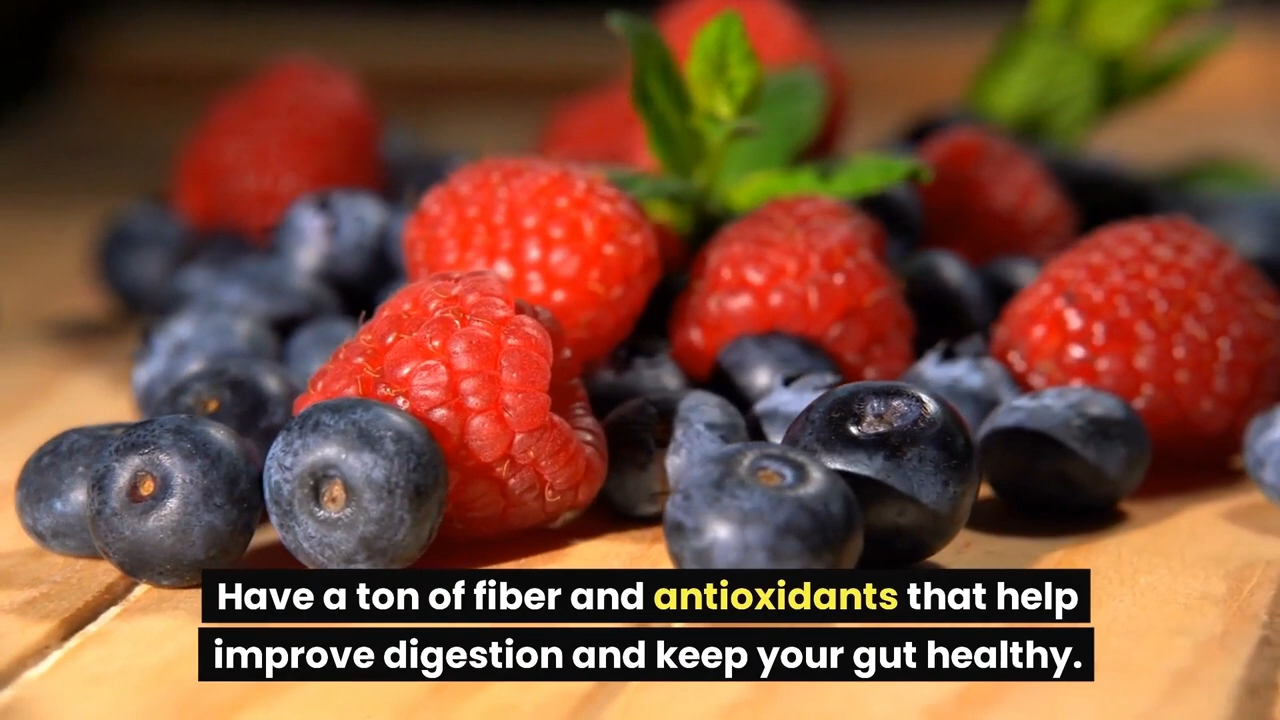 Have a ton of fiber and antioxidants that help
improve digestion and keep your gut healthy.